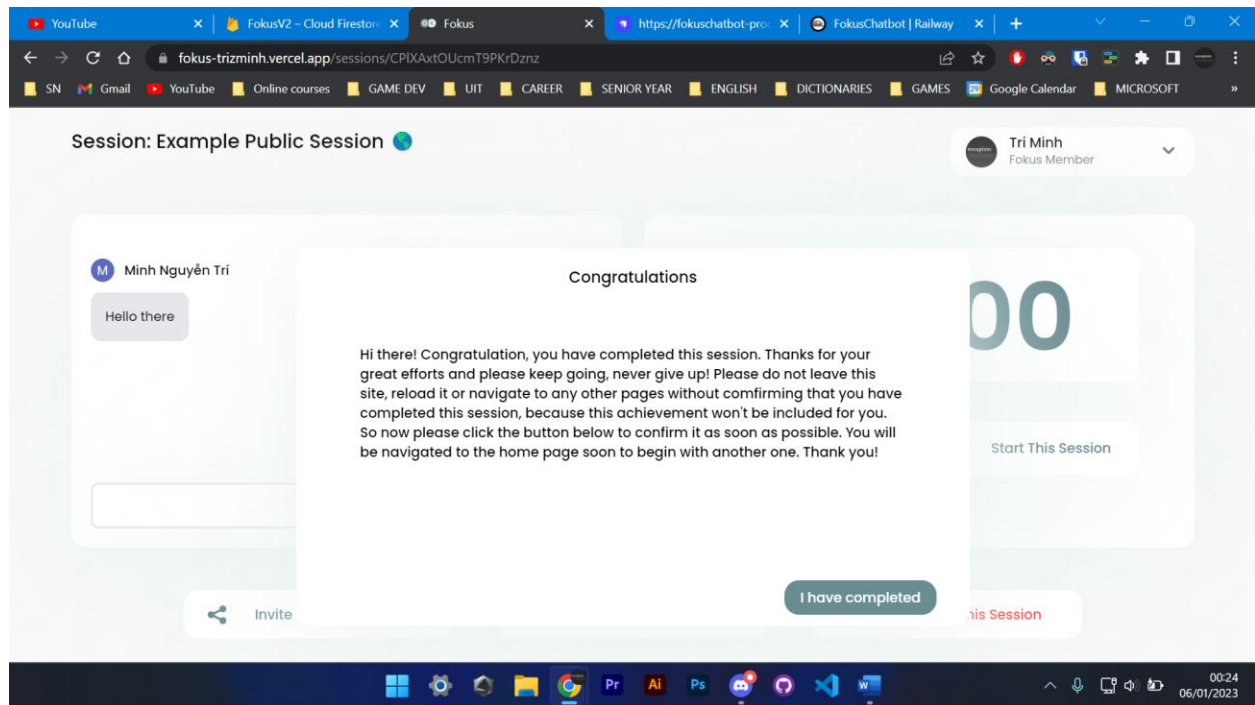 YouTube
FokusV2 – Cloud Firestore
Fokus
https://fokuschatbot-pro
FokusChatbot | Railway
fokus-trizminh.vercel.app/sessions/CPlXAxtOUcmT9PKrDznz
SN
Gmail
YouTube
Online courses
GAME DEV
UIT
CAREER
SENIOR YEAR
ENGLISH
DICTIONARIES
GAMES
Google Calendar
MICROSOFT
»
Session: Example Public Session
Trí Minh
Fokus Member
M
Minh Nguyễn Trí
Hello there
00
Congratulations
Hi there! Congratulation, you have completed this session. Thanks for your
great efforts and please keep going, never give up! Please do not leave this
site, reload it or navigate to any other pages without comfirming that you have
completed this session, because this achievement won't be included for you.
So now please click the button below to confirm it as soon as possible. You will
be navigated to the home page soon to begin with another one. Thank you!
Start This Session
I have completed
Invite
his Session
Pr
Ai
Ps
W
00:24
06/01/2023